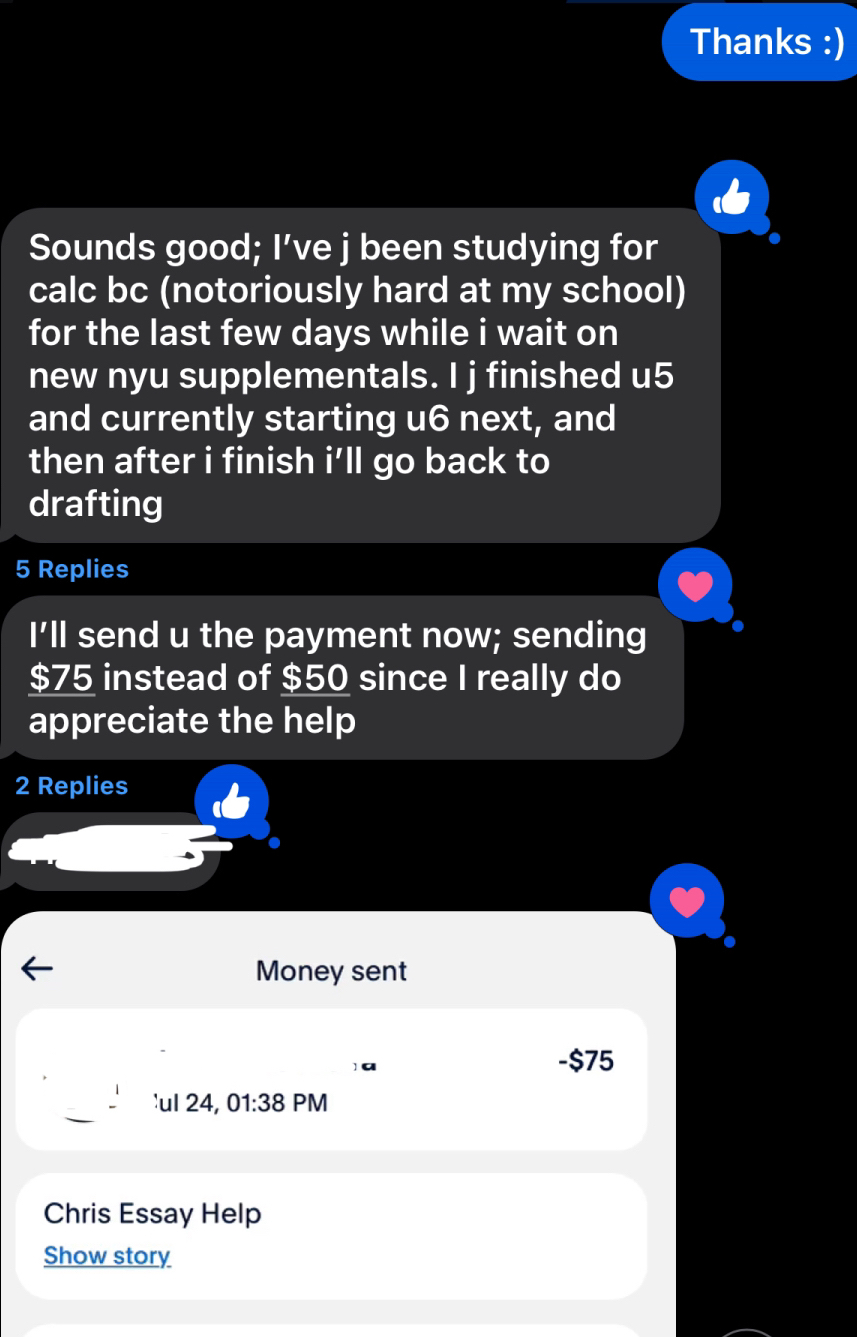 Thanks :)
Sounds good; I’ve j been studying for
calc bc (notoriously hard at my school)
for the last few days while i wait on
new nyu supplementals. I j finished u5
and currently starting u6 next, and
then after i finish i’ll go back to
drafting
5 Replies
I’ll send u the payment now; sending
$75 instead of $50 since I really do
appreciate the help
2 Replies
Money sent
-$75
ul 24, 01:38 PM
Chris Essay Help
Show story